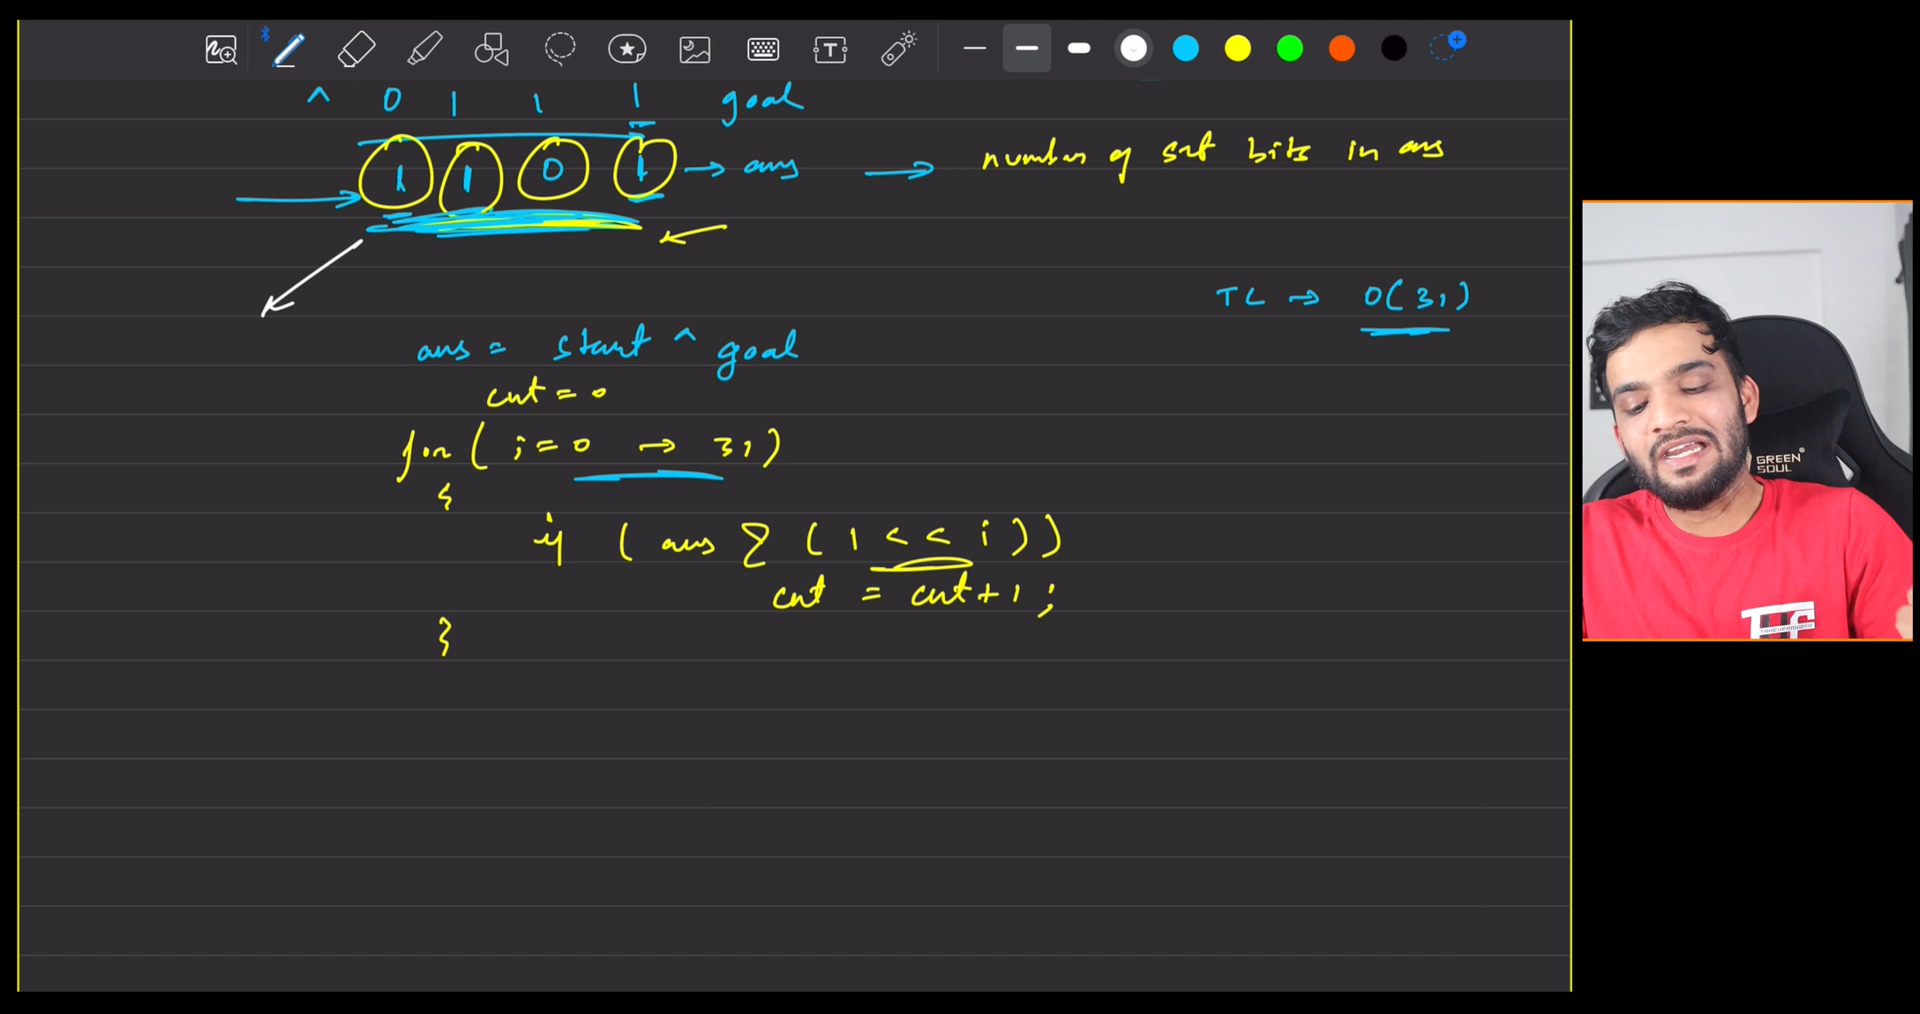 ^ 0 1 1 1 goal
1 1 0 1 → ans → number of set bits in ans
TC → O(31)
ans = start ^ goal
cnt = 0
for ( i = 0 → 31 )
{
if ( ans & ( 1 << i ) )
cnt = cnt + 1 ;
}
GREEN SOUL
TUF